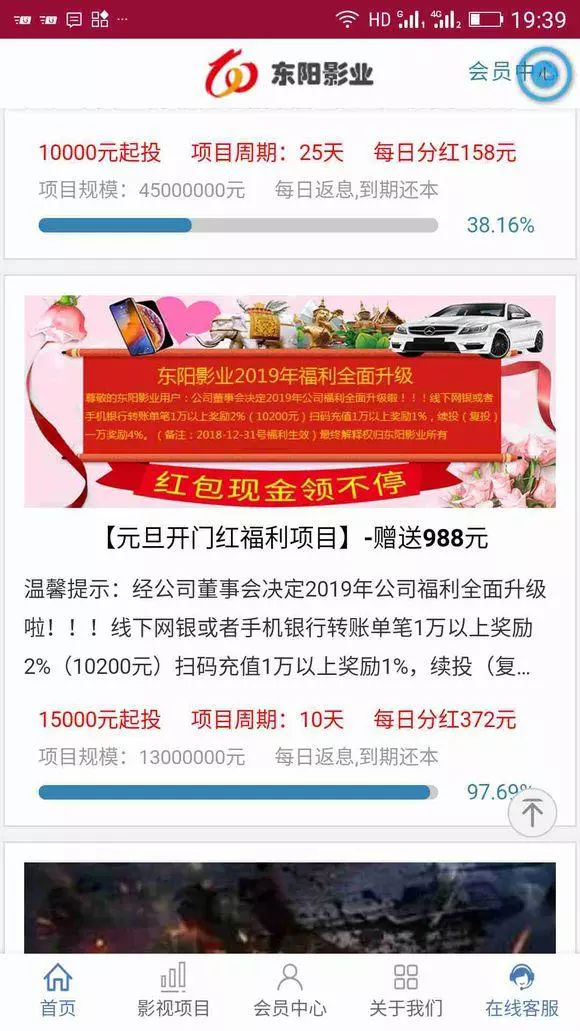 HD 4G 4G 19:39
东阳影业
会员中心
10000元起投 项目周期：25天 每日分红158元
项目规模：45000000元 每日返息,到期还本
38.16%
东阳影业2019年福利全面升级
尊敬的东阳影业用户：公司董事会决定2019年公司福利全面升级啦！！！线下网银或者
手机银行转账单笔1万以上奖励2%（10200元）扫码充值1万以上奖励1%，续投（复投）
一万奖励4%。（备注：2018-12-31号福利生效）最终解释权归东阳影业所有
红包现金领不停
【元旦开门红福利项目】-赠送988元
温馨提示：经公司董事会决定2019年公司福利全面升级
啦！！！线下网银或者手机银行转账单笔1万以上奖励
2%（10200元）扫码充值1万以上奖励1%，续投（复...
15000元起投 项目周期：10天 每日分红372元
项目规模：13000000元 每日返息,到期还本
97.69%
首页 影视项目 会员中心 关于我们 在线客服